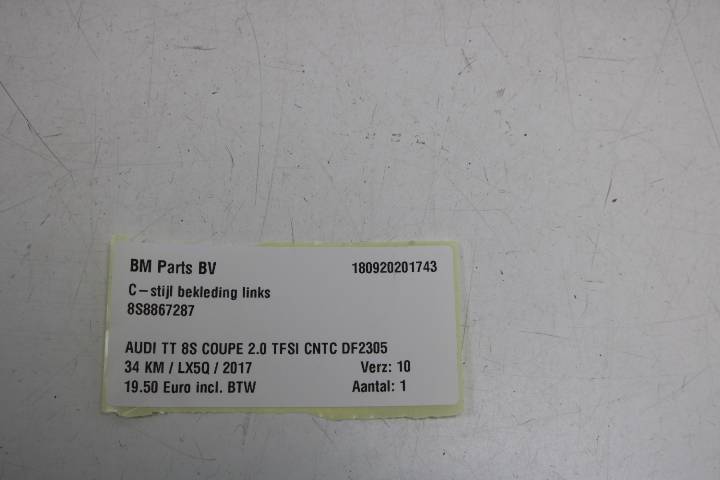 BM Parts BV 180920201743
C-stijl bekleding links
8S8867287
AUDI TT 8S COUPE 2.0 TFSI CNTC DF2305
34 KM / LX5Q / 2017 Verz: 10
19.50 Euro incl. BTW Aantal: 1